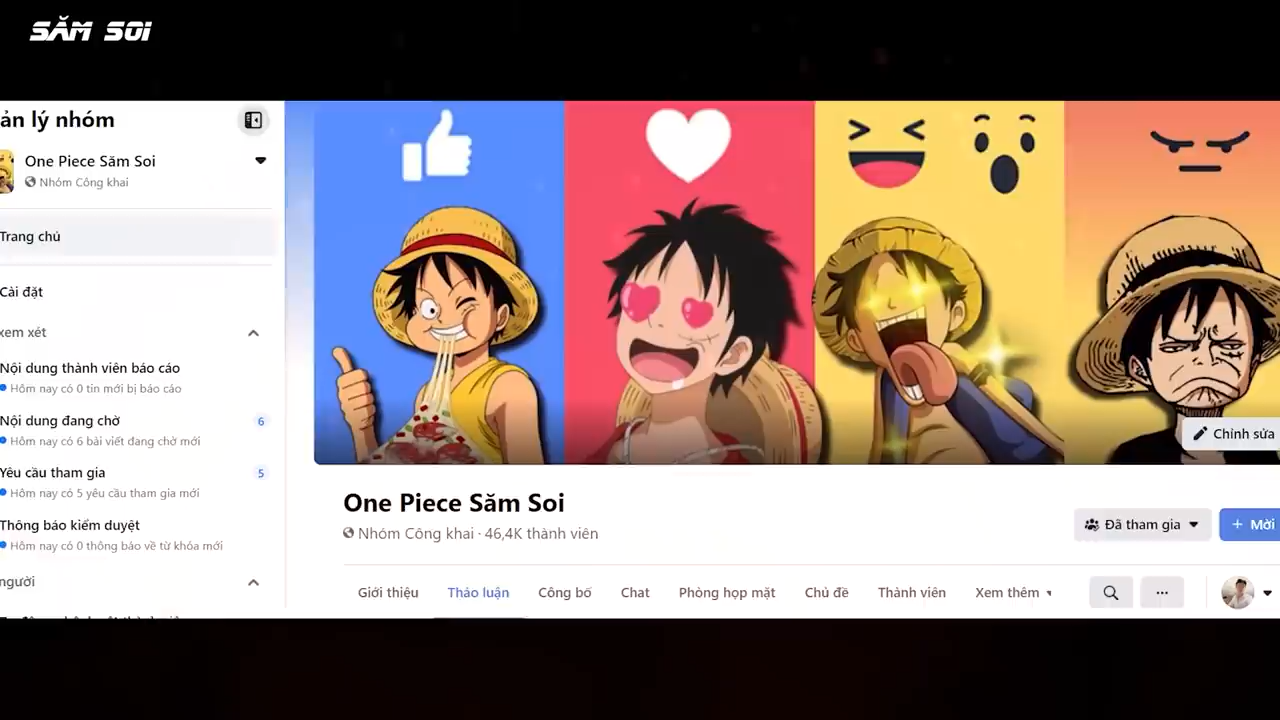 SĂM SOI
ản lý nhóm
One Piece Săm Soi
Nhóm Công khai
Trang chủ
Cài đặt
xem xét
Nội dung thành viên báo cáo
Hôm nay có 0 tin mới bị báo cáo
Nội dung đang chờ
6
Hôm nay có 6 bài viết đang chờ mới
Yêu cầu tham gia
5
Hôm nay có 5 yêu cầu tham gia mới
Thông báo kiểm duyệt
Hôm nay có 0 thông báo về từ khóa mới
người
Chỉnh sửa
One Piece Săm Soi
Nhóm Công khai · 46,4K thành viên
Đã tham gia
+ Mời
Giới thiệu
Thảo luận
Công bố
Chat
Phòng họp mặt
Chủ đề
Thành viên
Xem thêm